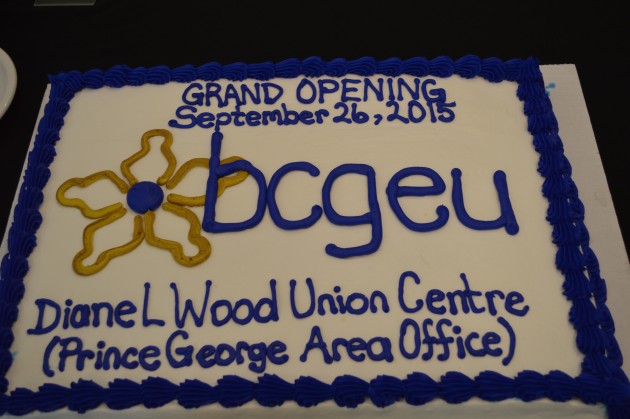 GRAND OPENING
September 26, 2015
bcgeu
Diane L Wood Union Centre
(Prince George Area Office)